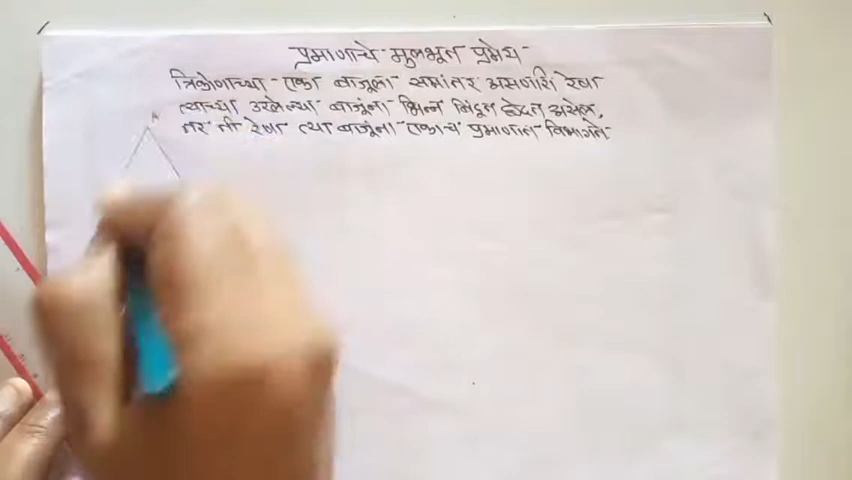 प्रमाणाचे मुलभूत प्रमेय
त्रिकोणाच्या एका बाजूला समांतर असणारी रेषा
त्याच्या उरलेल्या बाजूंना भिन्न बिंदूत छेदत असेल,
तर ती रेषा त्या बाजूंना एकाच प्रमाणात विभागते
A